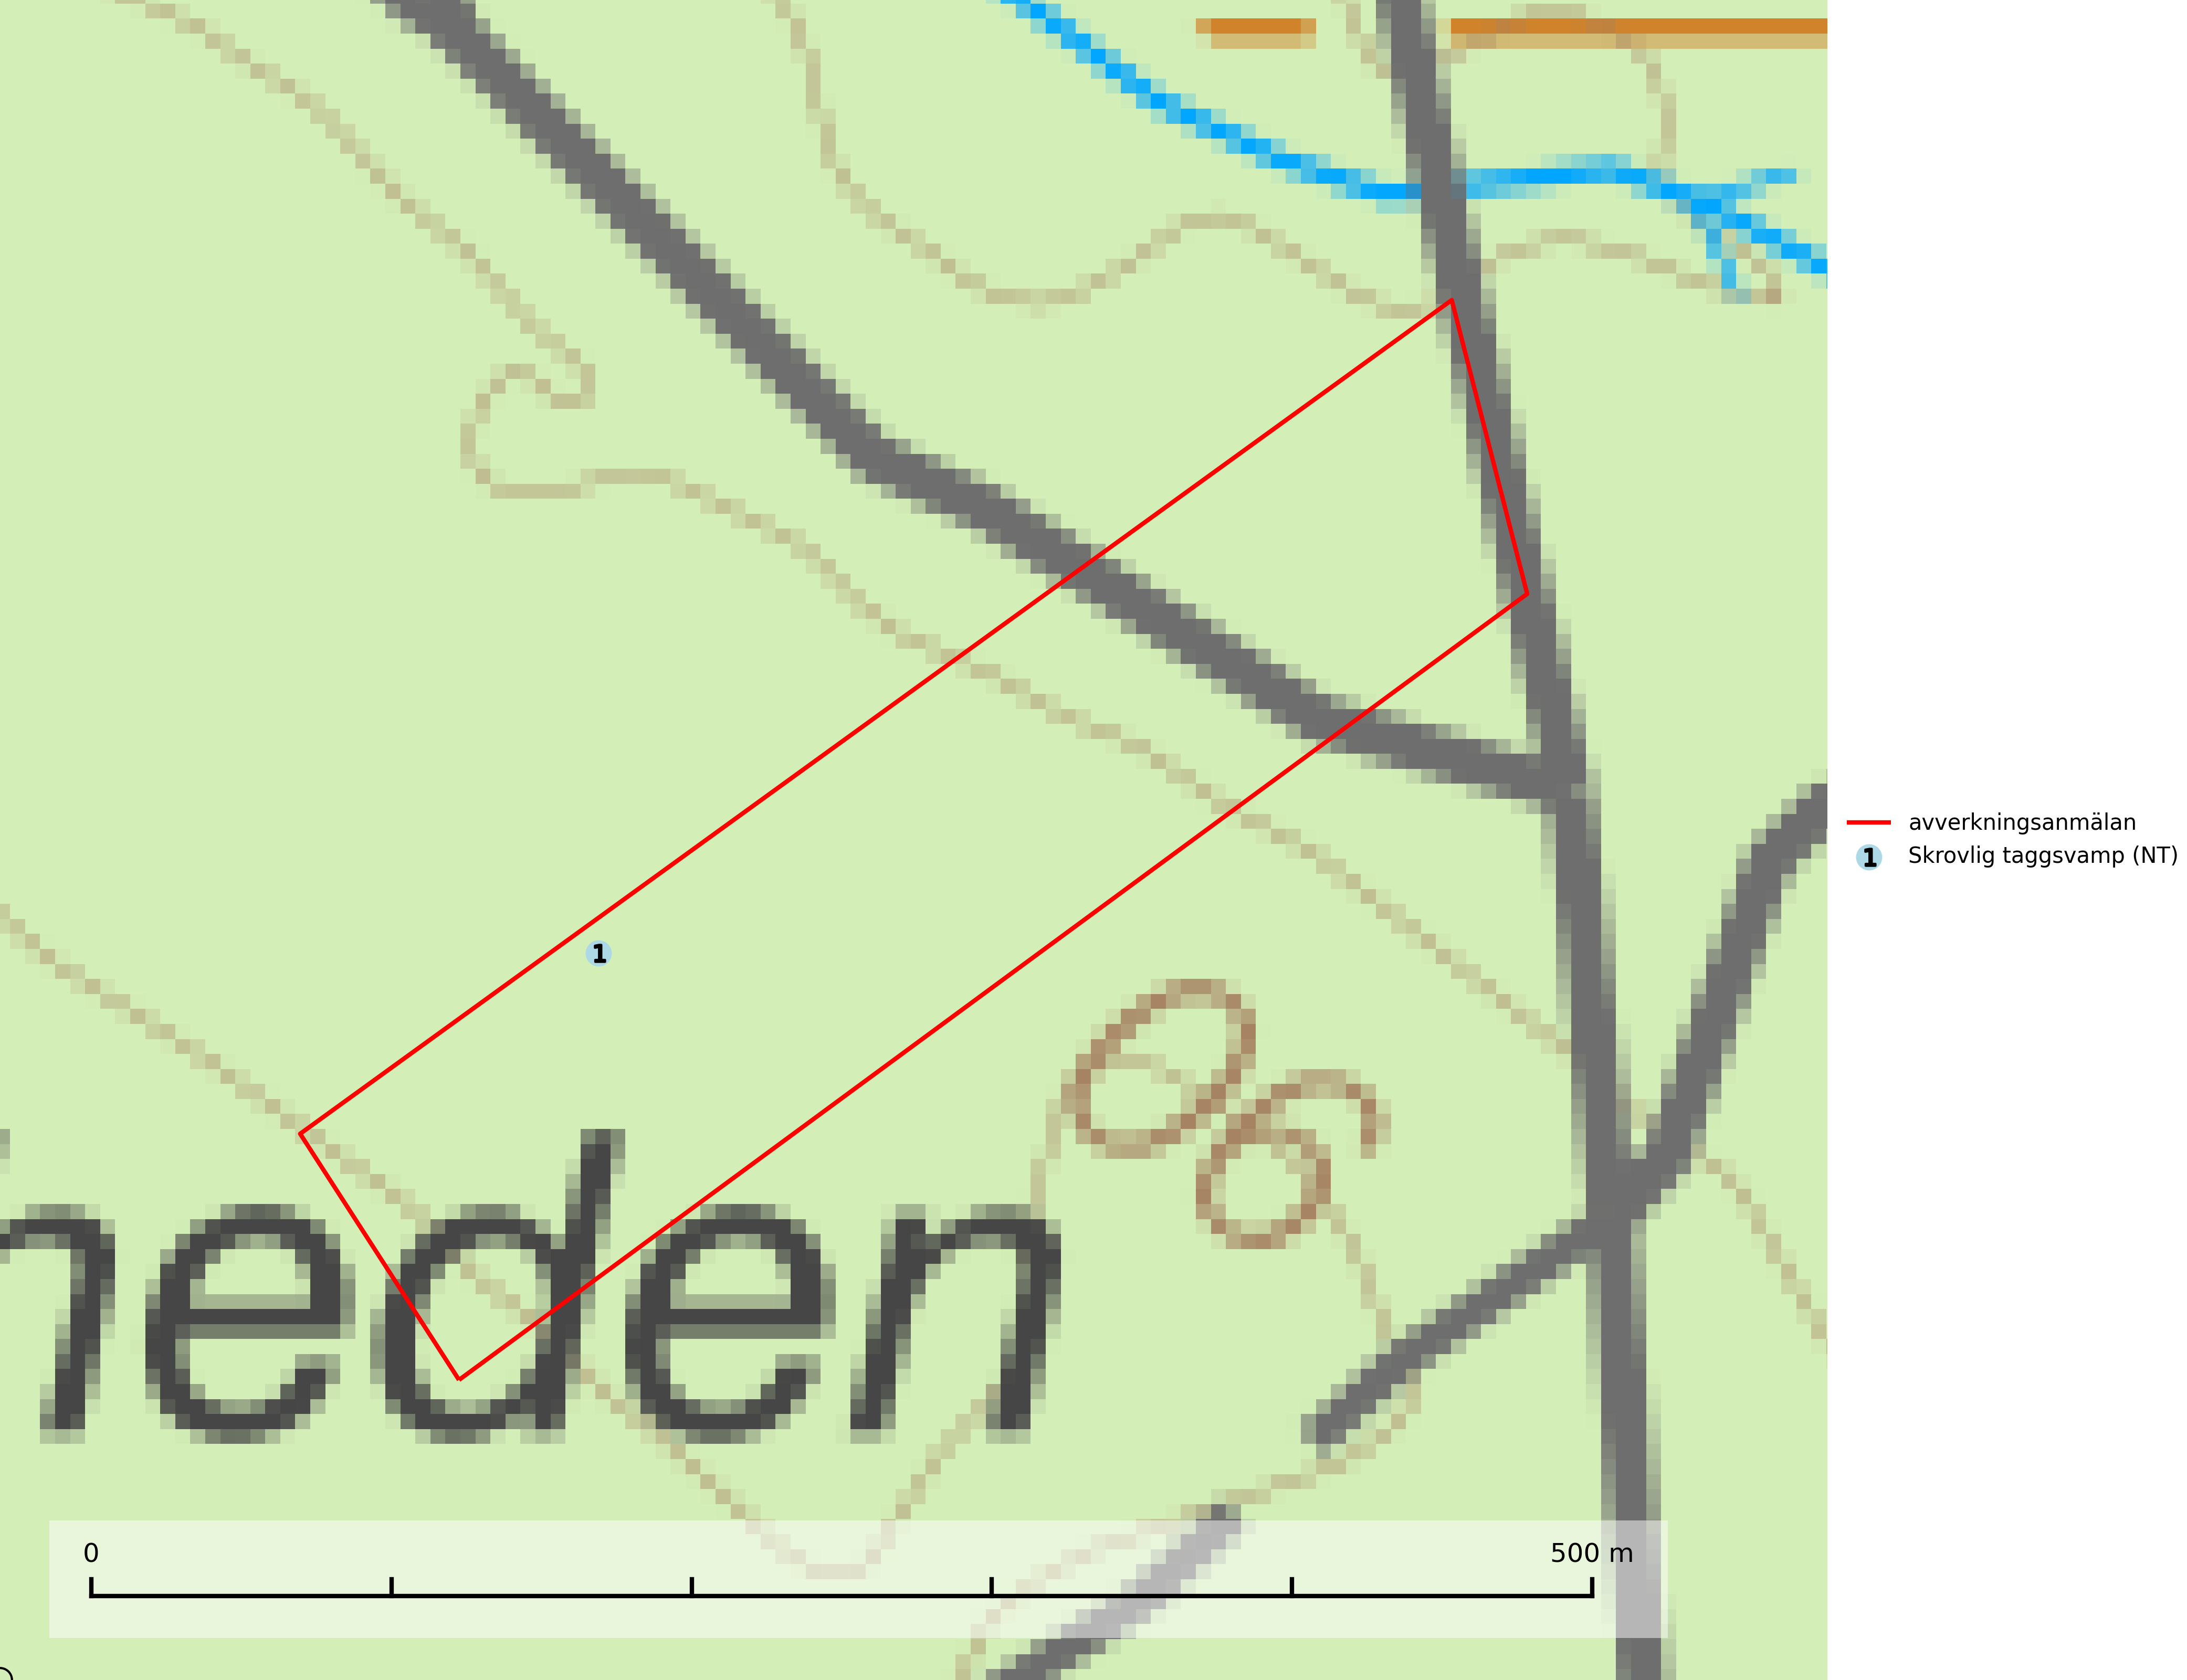 avverkningsanmälan
1 Skrovlig taggsvamp (NT)
1
neden
0 500 m